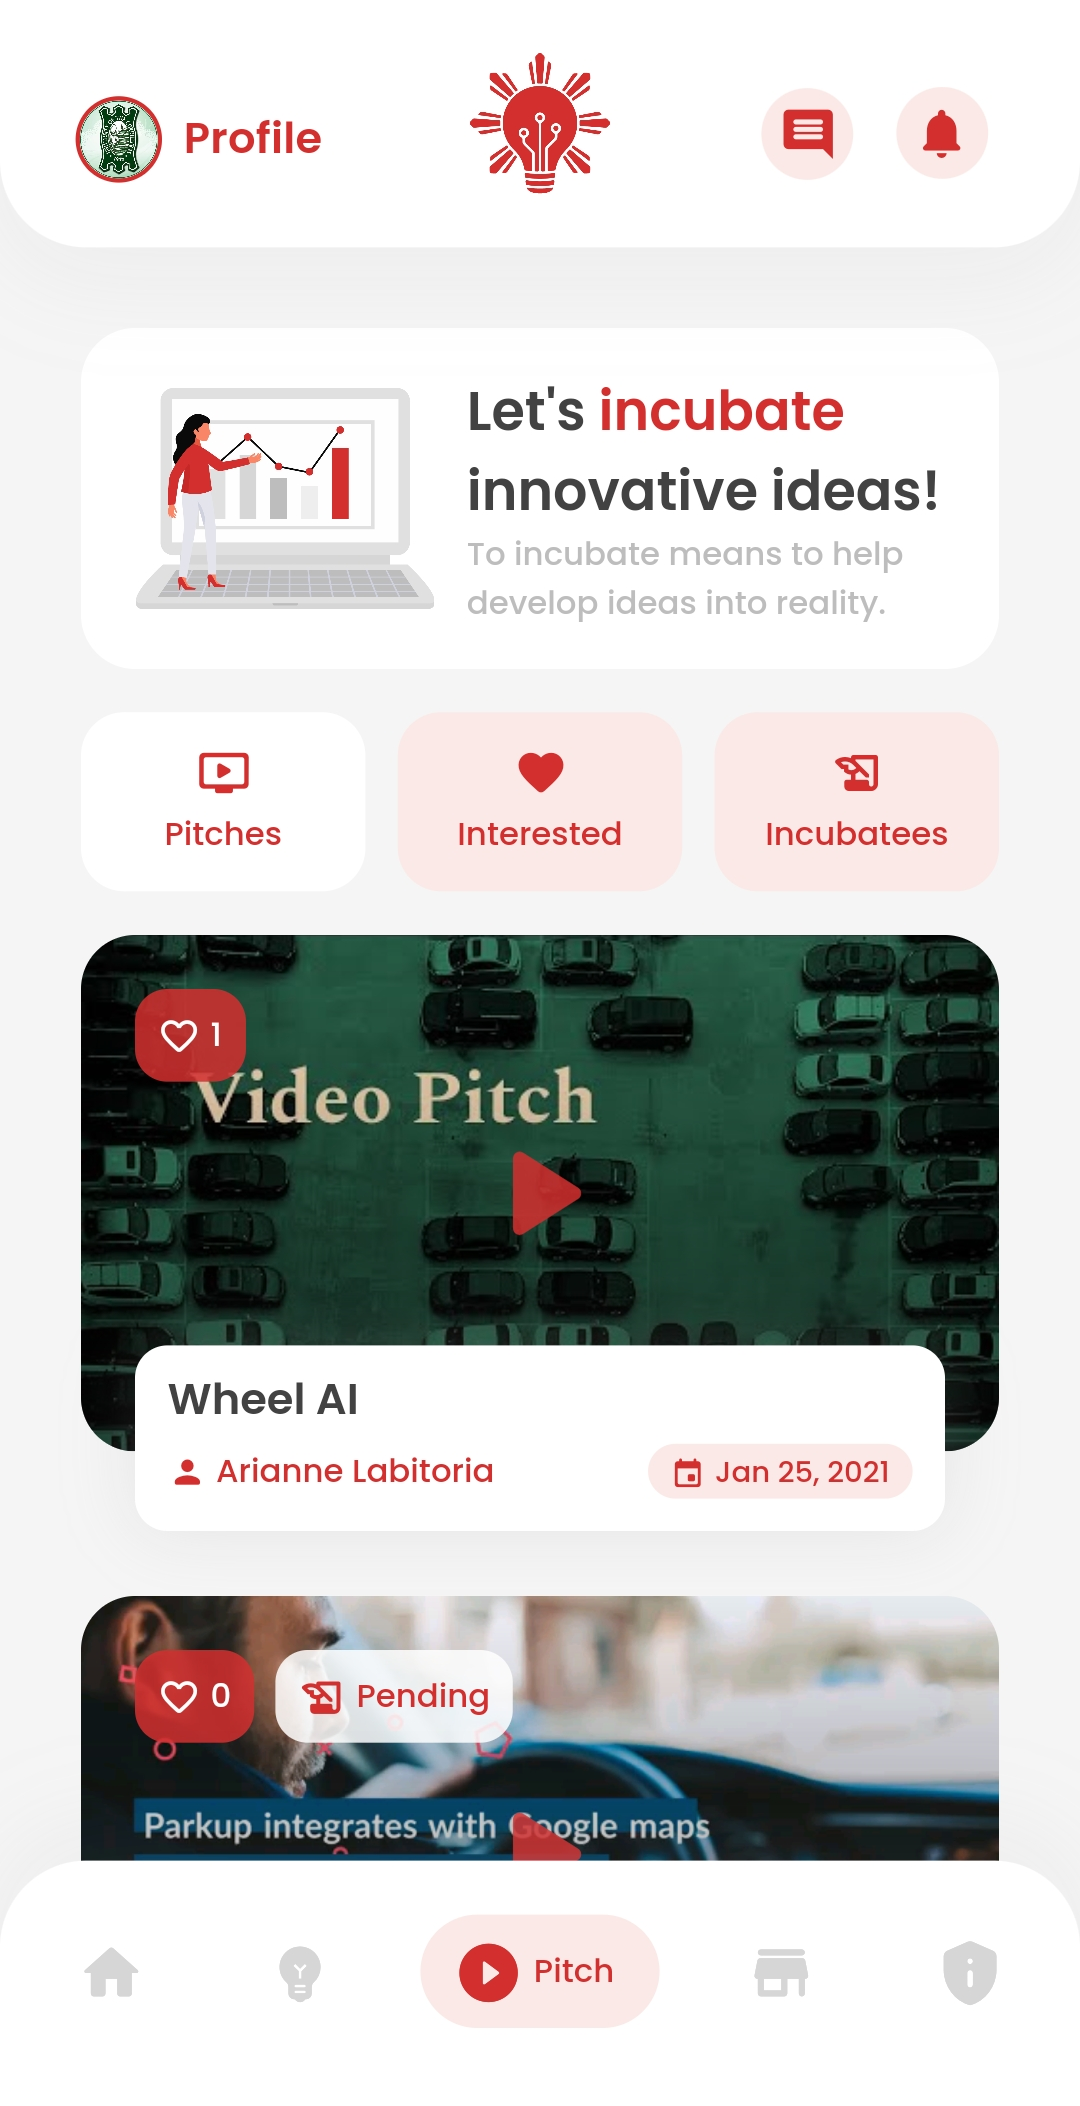 Profile
Let's incubate
innovative ideas!
To incubate means to help
develop ideas into reality.
Pitches
Interested
Incubatees
1
Video Pitch
Wheel AI
Arianne Labitoria
Jan 25, 2021
0
Pending
Parkup integrates with Google maps
Pitch